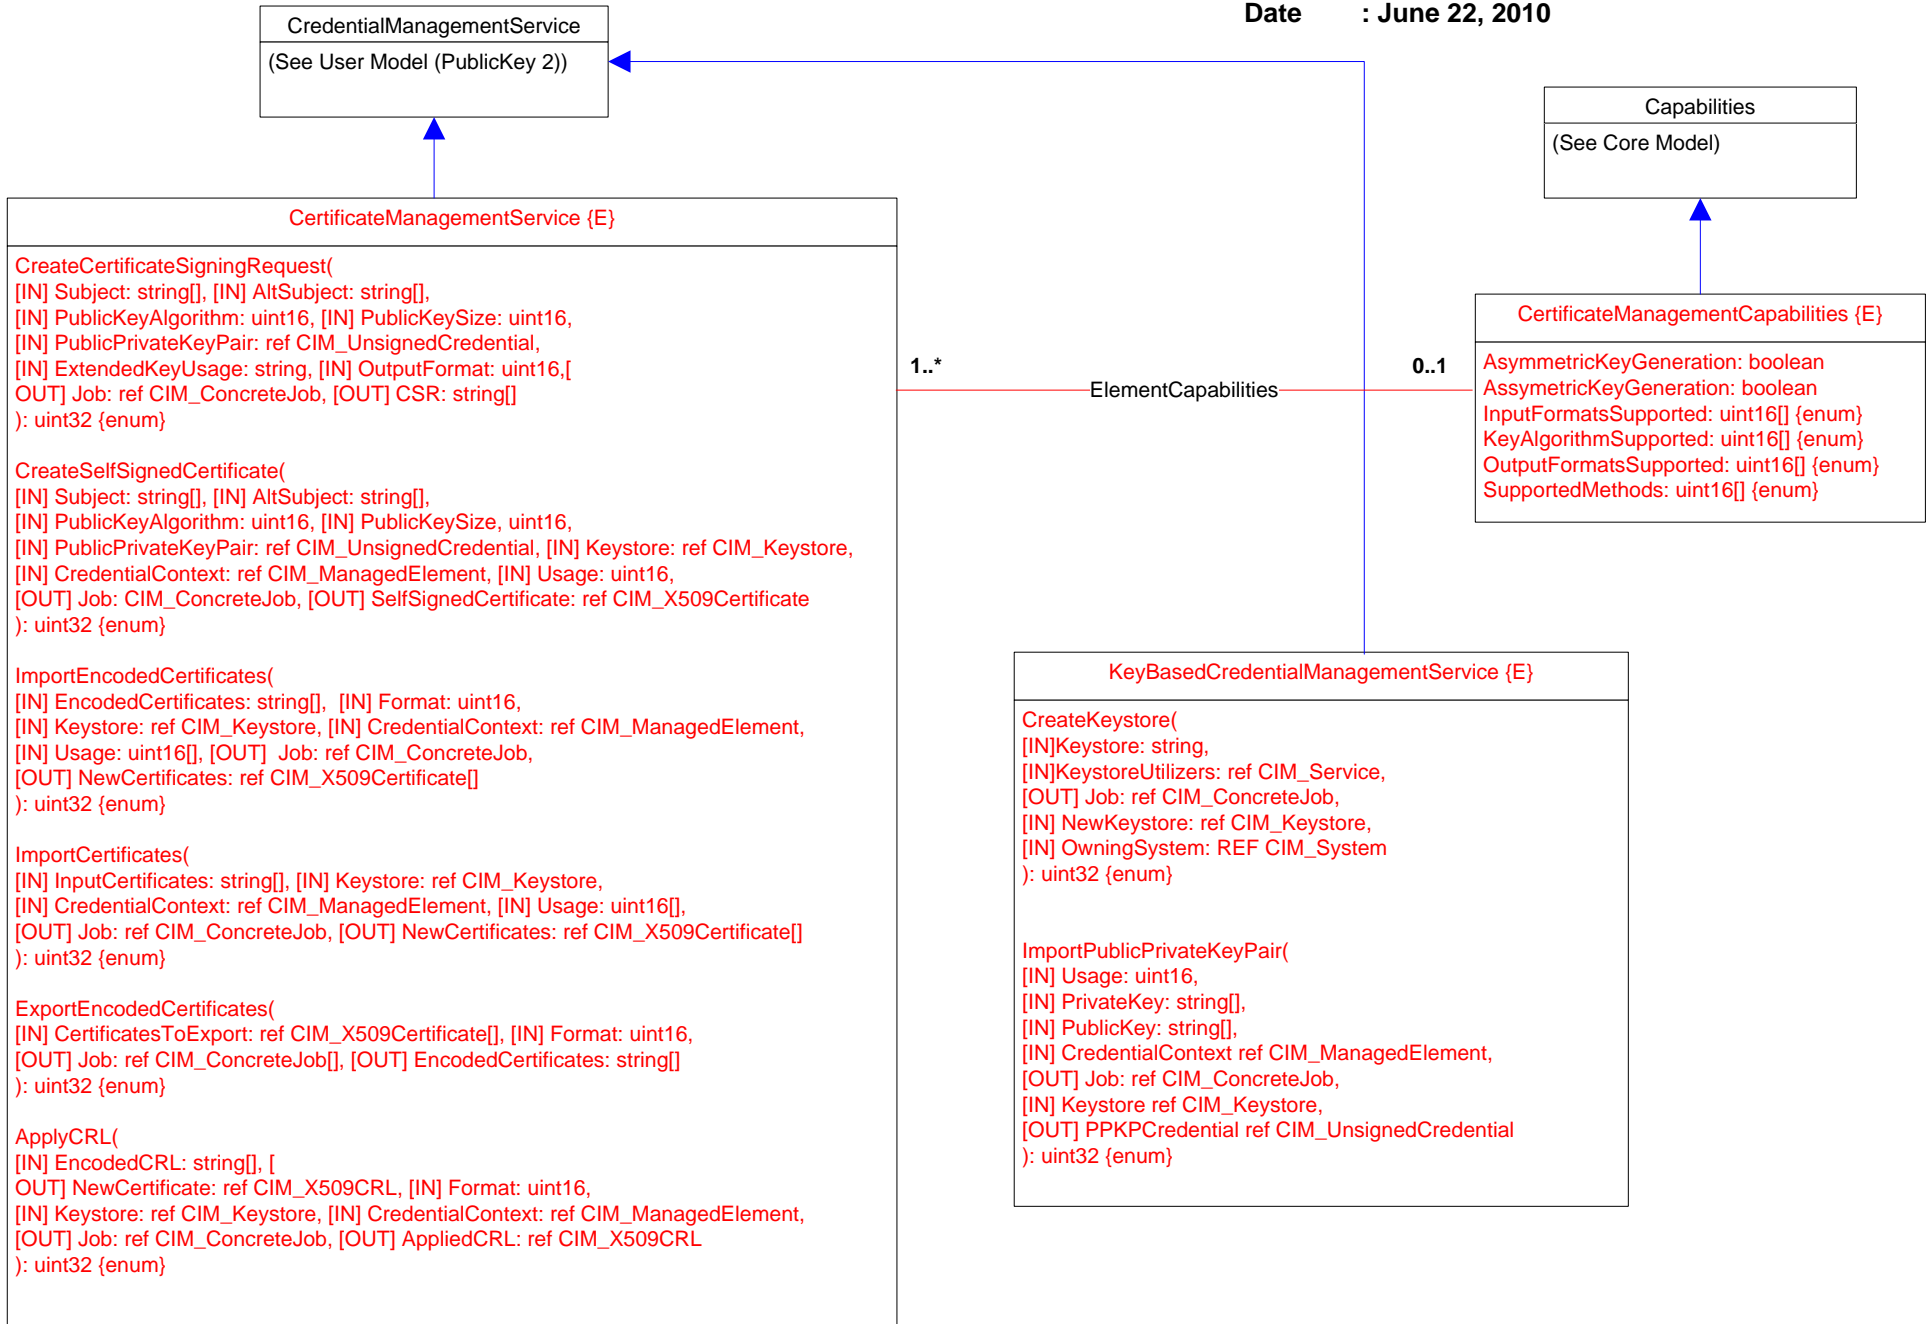 Date : June 22, 2010
CredentialManagementService
(See User Model (PublicKey 2))
Capabilities
(See Core Model)
CertificateManagementService {E}
CreateCertificateSigningRequest(
[IN] Subject: string[], [IN] AltSubject: string[],
[IN] PublicKeyAlgorithm: uint16, [IN] PublicKeySize: uint16,
[IN] PublicPrivateKeyPair: ref CIM_UnsignedCredential,
[IN] ExtendedKeyUsage: string, [IN] OutputFormat: uint16,[
OUT] Job: ref CIM_ConcreteJob, [OUT] CSR: string[]
): uint32 {enum}
CreateSelfSignedCertificate(
[IN] Subject: string[], [IN] AltSubject: string[],
[IN] PublicKeyAlgorithm: uint16, [IN] PublicKeySize, uint16,
[IN] PublicPrivateKeyPair: ref CIM_UnsignedCredential, [IN] Keystore: ref CIM_Keystore,
[IN] CredentialContext: ref CIM_ManagedElement, [IN] Usage: uint16,
[OUT] Job: CIM_ConcreteJob, [OUT] SelfSignedCertificate: ref CIM_X509Certificate
): uint32 {enum}
ImportEncodedCertificates(
[IN] EncodedCertificates: string[],  [IN] Format: uint16,
[IN] Keystore: ref CIM_Keystore, [IN] CredentialContext: ref CIM_ManagedElement,
[IN] Usage: uint16[], [OUT]  Job: ref CIM_ConcreteJob,
[OUT] NewCertificates: ref CIM_X509Certificate[]
): uint32 {enum}
ImportCertificates(
[IN] InputCertificates: string[], [IN] Keystore: ref CIM_Keystore,
[IN] CredentialContext: ref CIM_ManagedElement, [IN] Usage: uint16[],
[OUT] Job: ref CIM_ConcreteJob, [OUT] NewCertificates: ref CIM_X509Certificate[]
): uint32 {enum}
ExportEncodedCertificates(
[IN] CertificatesToExport: ref CIM_X509Certificate[], [IN] Format: uint16,
[OUT] Job: ref CIM_ConcreteJob[], [OUT] EncodedCertificates: string[]
): uint32 {enum}
ApplyCRL(
[IN] EncodedCRL: string[], [
OUT] NewCertificate: ref CIM_X509CRL, [IN] Format: uint16,
[IN] Keystore: ref CIM_Keystore, [IN] CredentialContext: ref CIM_ManagedElement,
[OUT] Job: ref CIM_ConcreteJob, [OUT] AppliedCRL: ref CIM_X509CRL
): uint32 {enum}
1..*
ElementCapabilities
0..1
CertificateManagementCapabilities {E}
AsymmetricKeyGeneration: boolean
AssymetricKeyGeneration: boolean
InputFormatsSupported: uint16[] {enum}
KeyAlgorithmSupported: uint16[] {enum}
OutputFormatsSupported: uint16[] {enum}
SupportedMethods: uint16[] {enum}
KeyBasedCredentialManagementService {E}
CreateKeystore(
[IN]Keystore: string,
[IN]KeystoreUtilizers: ref CIM_Service,
[OUT] Job: ref CIM_ConcreteJob,
[IN] NewKeystore: ref CIM_Keystore,
[IN] OwningSystem: REF CIM_System
): uint32 {enum}
ImportPublicPrivateKeyPair(
[IN] Usage: uint16,
[IN] PrivateKey: string[],
[IN] PublicKey: string[],
[IN] CredentialContext ref CIM_ManagedElement,
[OUT] Job: ref CIM_ConcreteJob,
[IN] Keystore ref CIM_Keystore,
[OUT] PPKPCredential ref CIM_UnsignedCredential
): uint32 {enum}